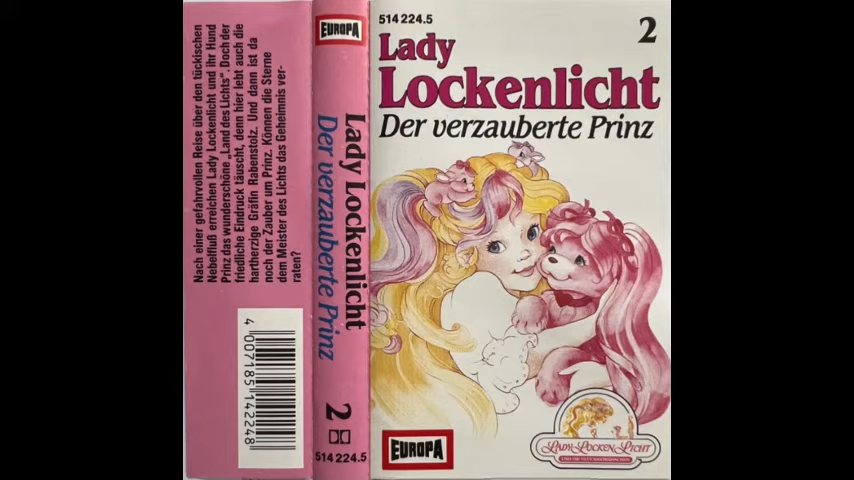 Nach einer gefahrvollen Reise über den tückischen
Nebelfluß erreichen Lady Lockenlicht und ihr Hund
Prinz das wunderschöne „Land des Lichts“. Doch der
friedliche Eindruck täuscht, denn hier lebt auch die
hartherzige Gräfin Rabenstolz. Und dann ist da
noch der Zauber um Prinz. Können die Sterne
dem Meister des Lichts das Geheimnis ver-
raten?
4 007185 142248
EUROPA
Lady Lockenlicht
Der verzauberte Prinz
2
514 224.5
514 224.5
2
Lady
Lockenlicht
Der verzauberte Prinz
EUROPA
LADY LOCKENLICHT